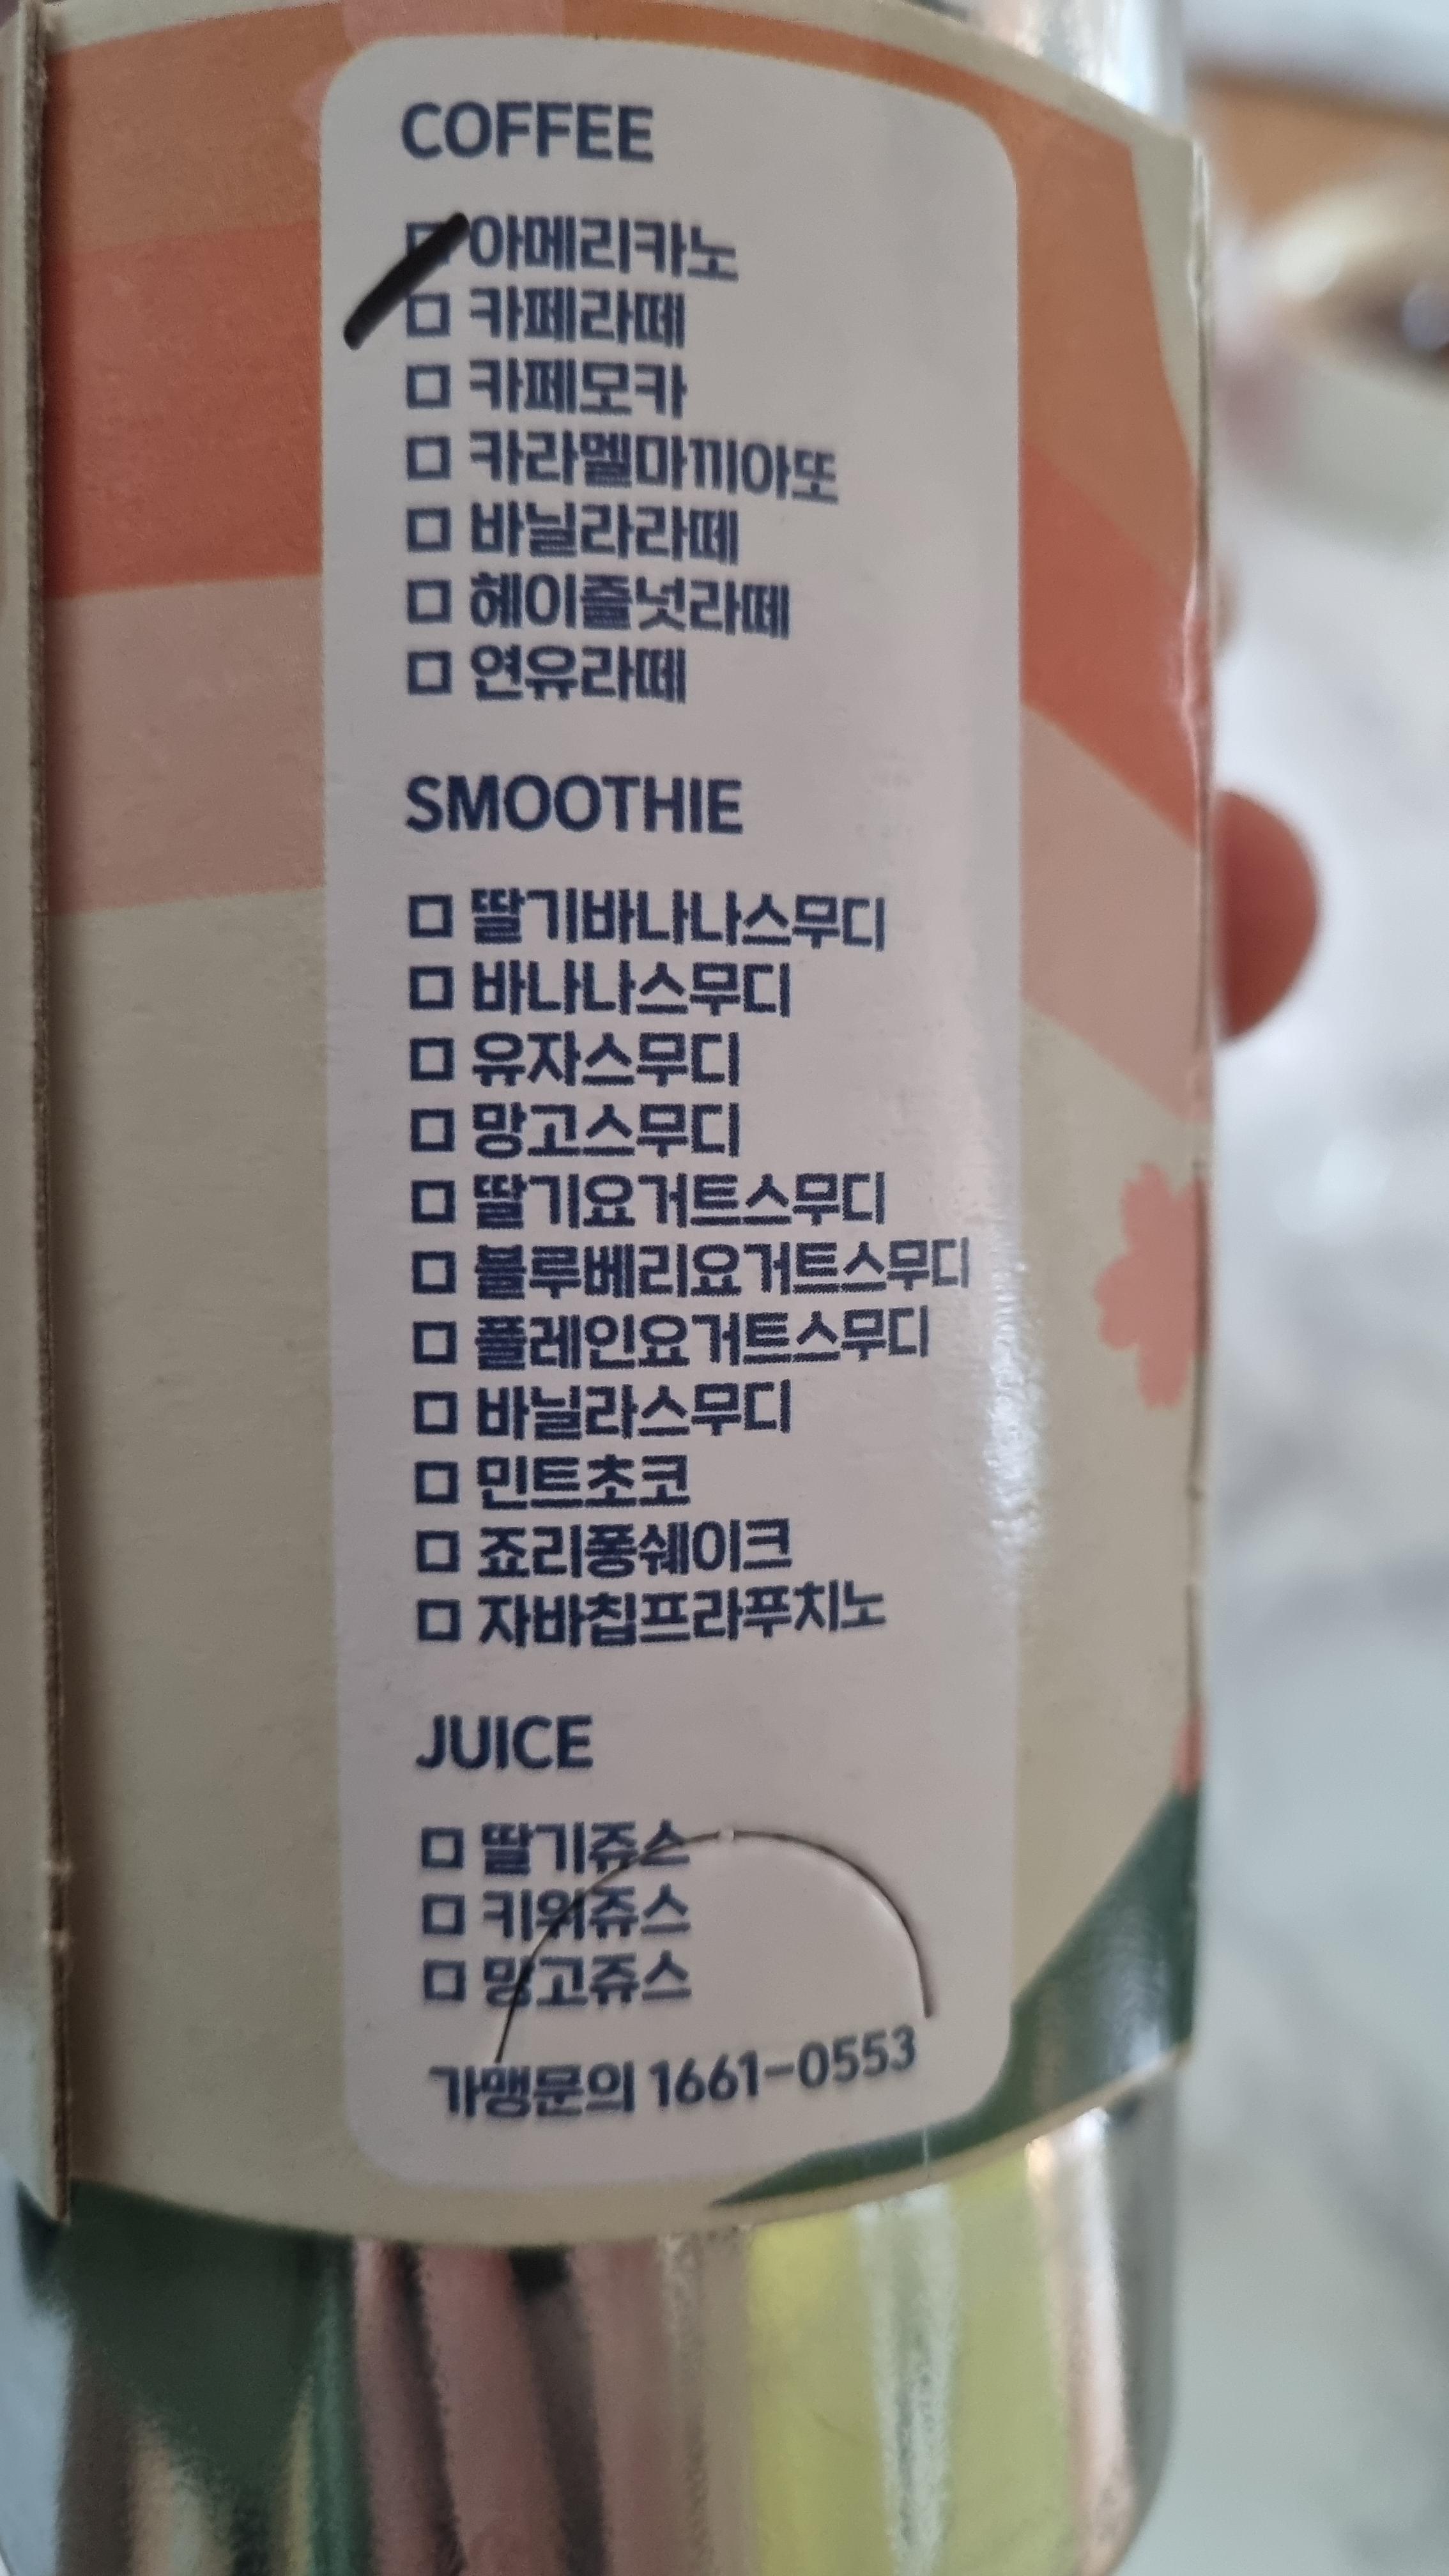 COFFEE
아메리카노
카페라떼
카페모카
카라멜마끼아또
바닐라라떼
헤이즐넛라떼
연유라떼
SMOOTHIE
딸기바나나스무디
바나나스무디
유자스무디
망고스무디
딸기요거트스무디
블루베리요거트스무디
플레인요거트스무디
바닐라스무디
민트초코
죠리퐁쉐이크
자바칩프라푸치노
JUICE
딸기쥬스
키위쥬스
망고쥬스
가맹문의 1661-0553